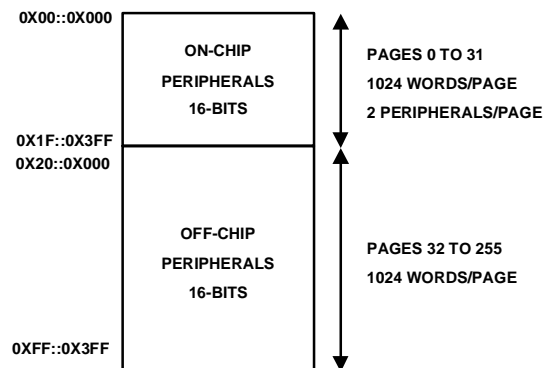 0X00::0X000
ON-CHIP
PERIPHERALS
16-BITS
PAGES 0 TO 31
1024 WORDS/PAGE
2 PERIPHERALS/PAGE
0X1F::0X3FF
0X20::0X000
OFF-CHIP
PERIPHERALS
16-BITS
PAGES 32 TO 255
1024 WORDS/PAGE
0XFF::0X3FF